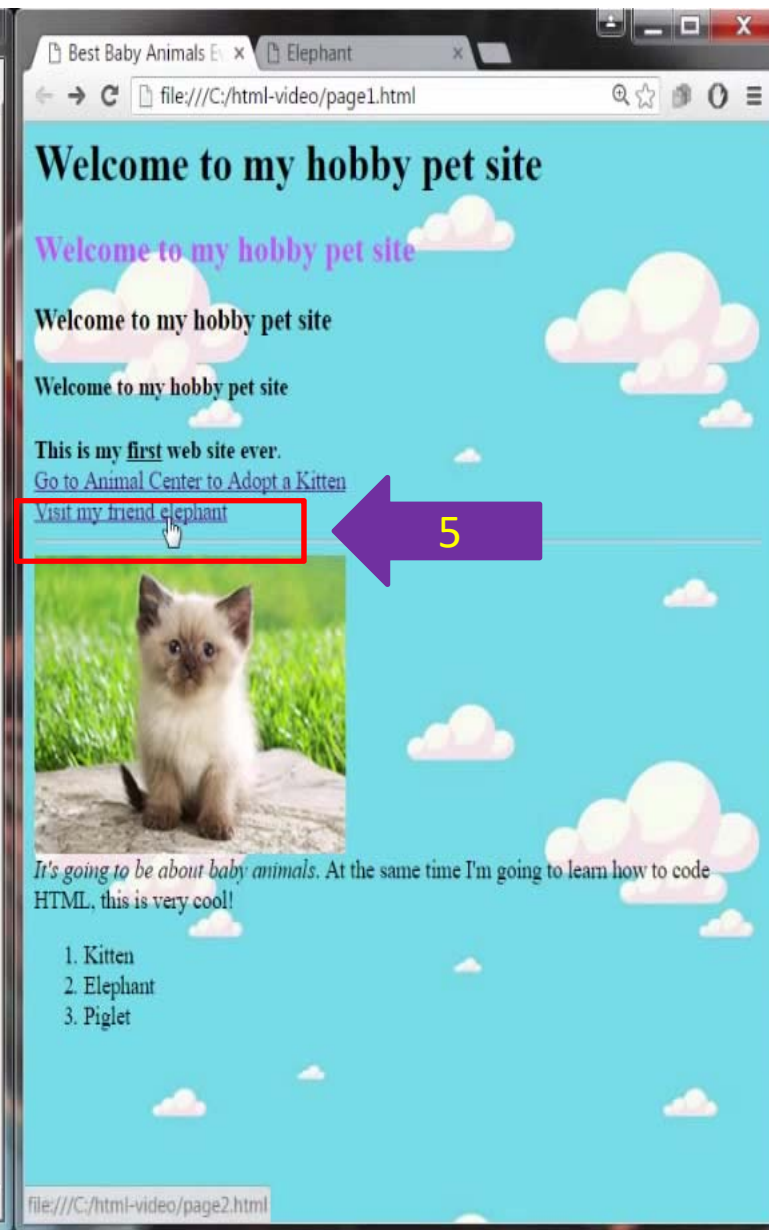 Best Baby Animals E
Elephant
file:///C:/html-video/page1.html
Welcome to my hobby pet site
Welcome to my hobby pet site
Welcome to my hobby pet site
Welcome to my hobby pet site
This is my first web site ever.
Go to Animal Center to Adopt a Kitten
Visit my friend elephant
5
It's going to be about baby animals. At the same time I'm going to learn how to code
HTML, this is very cool!
1. Kitten
2. Elephant
3. Piglet
file:///C:/html-video/page2.html